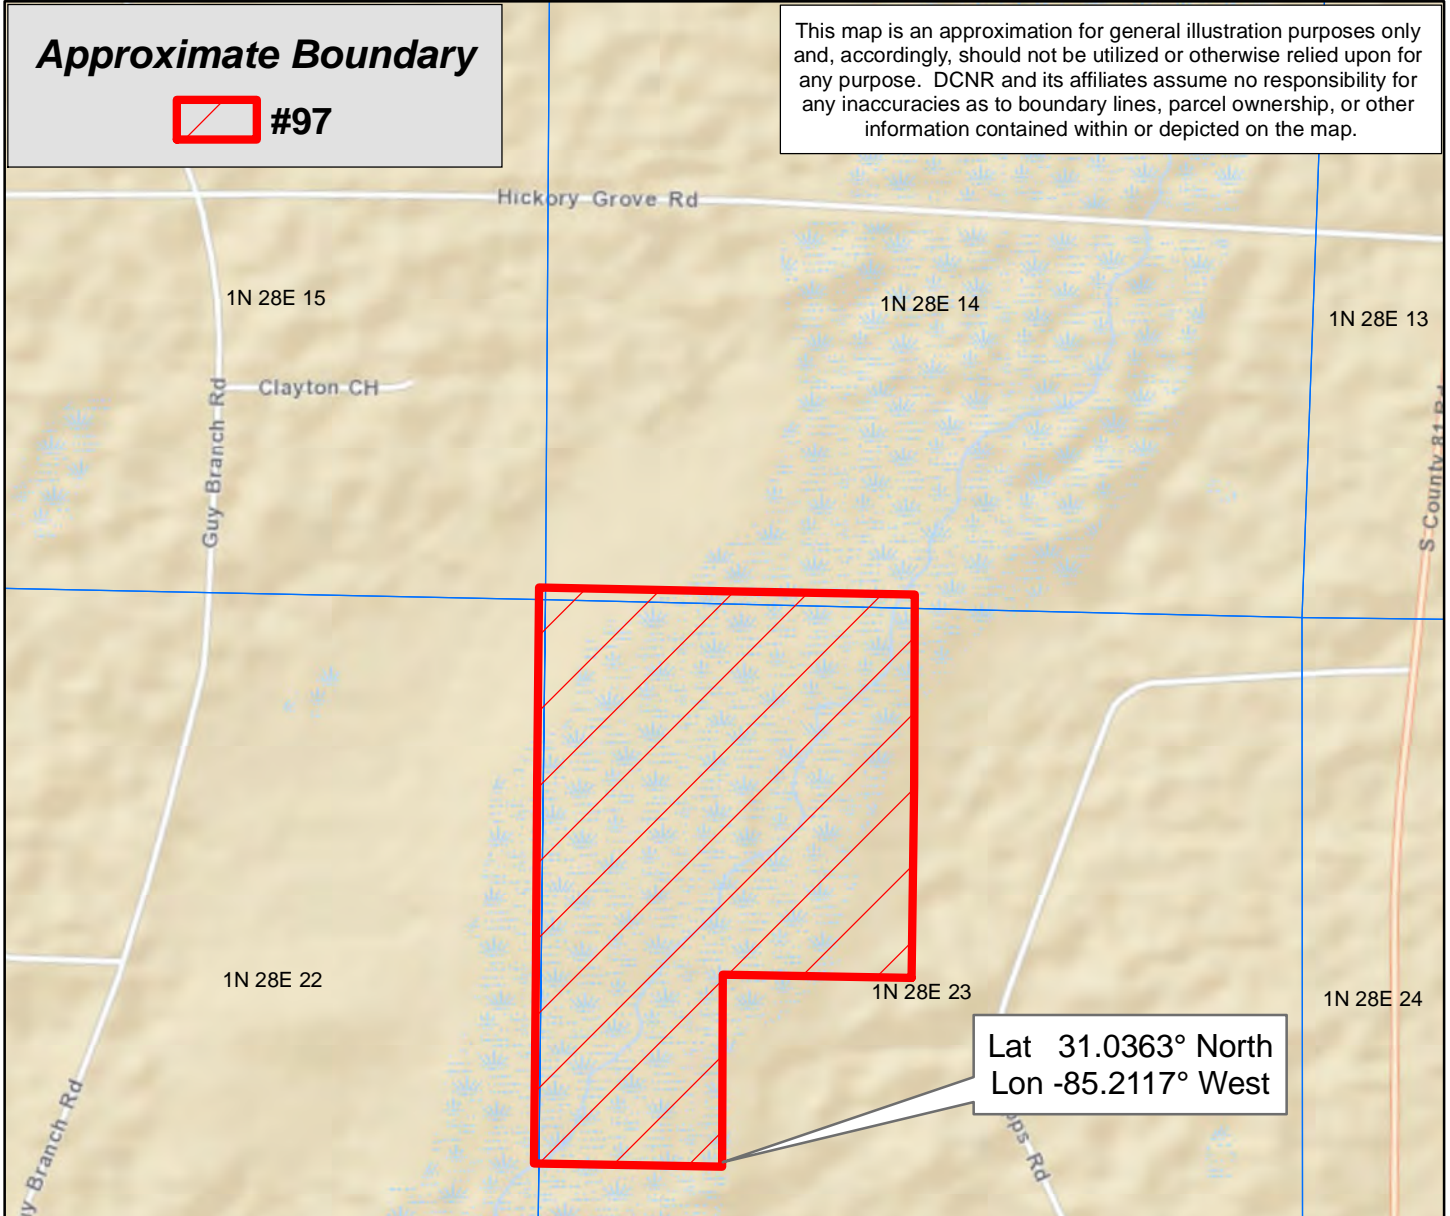 Approximate Boundary
#97
This map is an approximation for general illustration purposes only
and, accordingly, should not be utilized or otherwise relied upon for
any purpose. DCNR and its affiliates assume no responsibility for
any inaccuracies as to boundary lines, parcel ownership, or other
information contained within or depicted on the map.
Hickory Grove Rd
1N 28E 15
1N 28E 14
1N 28E 13
Clayton CH
Guy Branch Rd
S County 81 Rd
1N 28E 22
1N 28E 23
1N 28E 24
Lat 31.0363° North
Lon -85.2117° West
Branch Rd
Rd